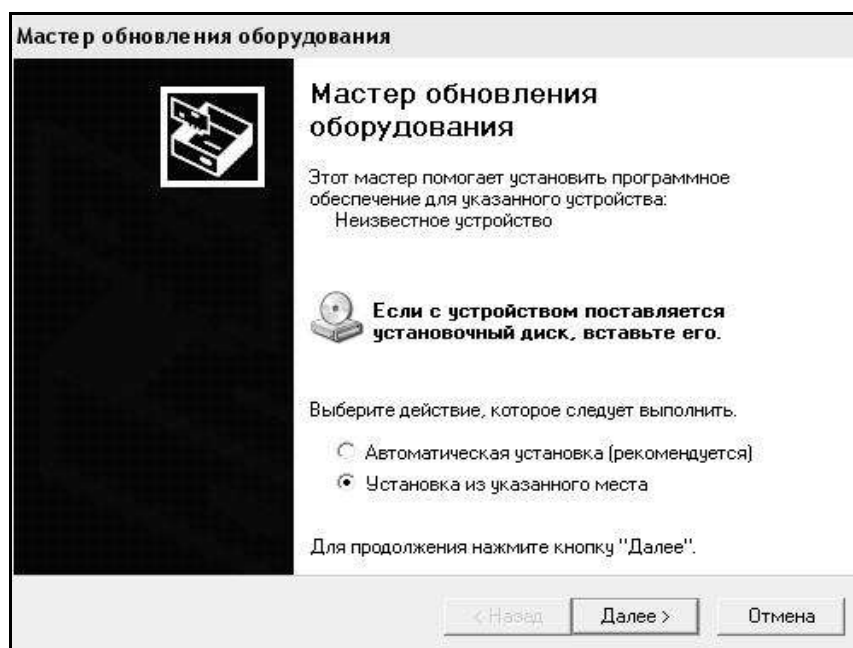 Мастер обновления оборудования
Мастер обновления
оборудования
Этот мастер помогает установить программное
обеспечение для указанного устройства:
Неизвестное устройство
Если с устройством поставляется
установочный диск, вставьте его.
Выберите действие, которое следует выполнить.
Автоматическая установка (рекомендуется)
Установка из указанного места
Для продолжения нажмите кнопку "Далее".
< Назад Далее > Отмена